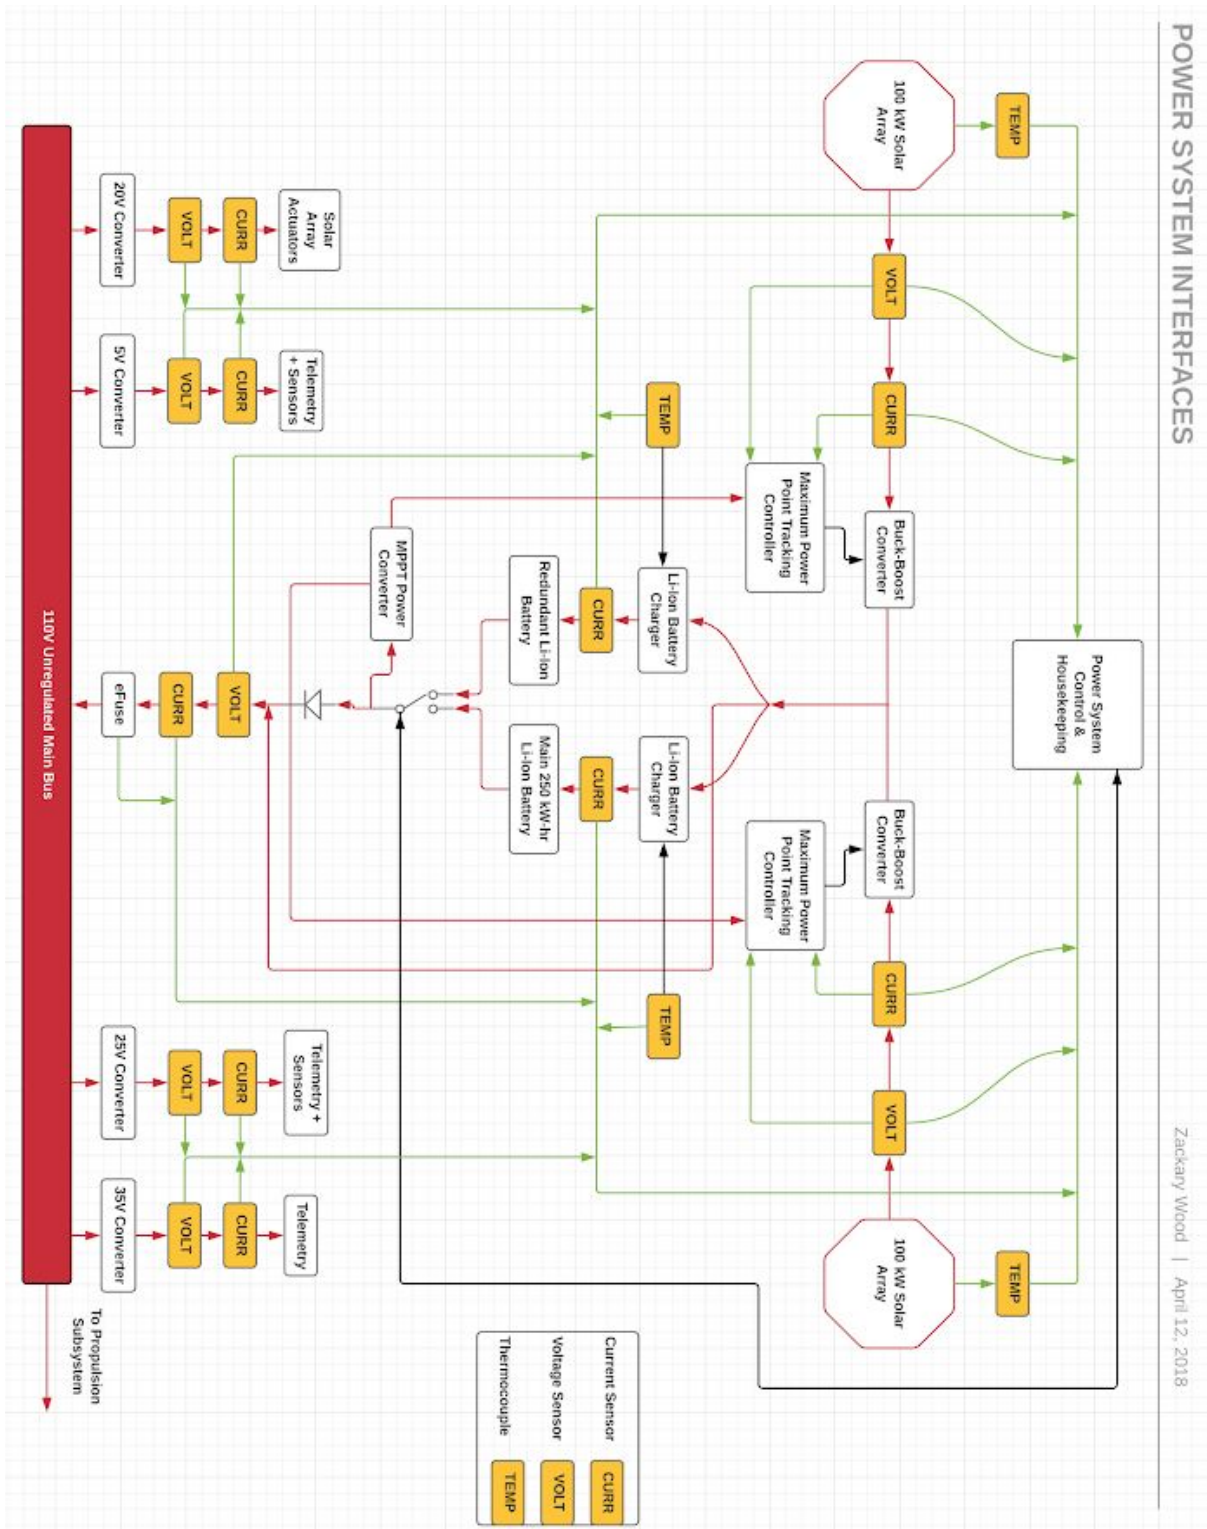 POWER SYSTEM INTERFACES
Zackary Wood | April 12, 2018
TEMP
TEMP
Power System
Control &
Housekeeping
100 kW Solar
Array
VOLT
CURR
Buck-Boost
Converter
Buck-Boost
Converter
CURR
VOLT
100 kW Solar
Array
Maximum Power
Point Tracking
Controller
Maximum Power
Point Tracking
Controller
TEMP
Li-Ion Battery
Charger
Li-Ion Battery
Charger
TEMP
CURR
CURR
Redundant Li-Ion
Battery
Main 250 kW-hr
Li-Ion Battery
MPPT Power
Converter
Solar
Array
Actuators
Telemetry
+ Sensors
Telemetry +
Sensors
Telemetry
CURR
CURR
VOLT
CURR
CURR
VOLT
VOLT
CURR
VOLT
VOLT
20V Converter
5V Converter
eFuse
25V Converter
35V Converter
110V Unregulated Main Bus
To Propulsion
Subsystem
Current Sensor
CURR
Voltage Sensor
VOLT
Thermocouple
TEMP